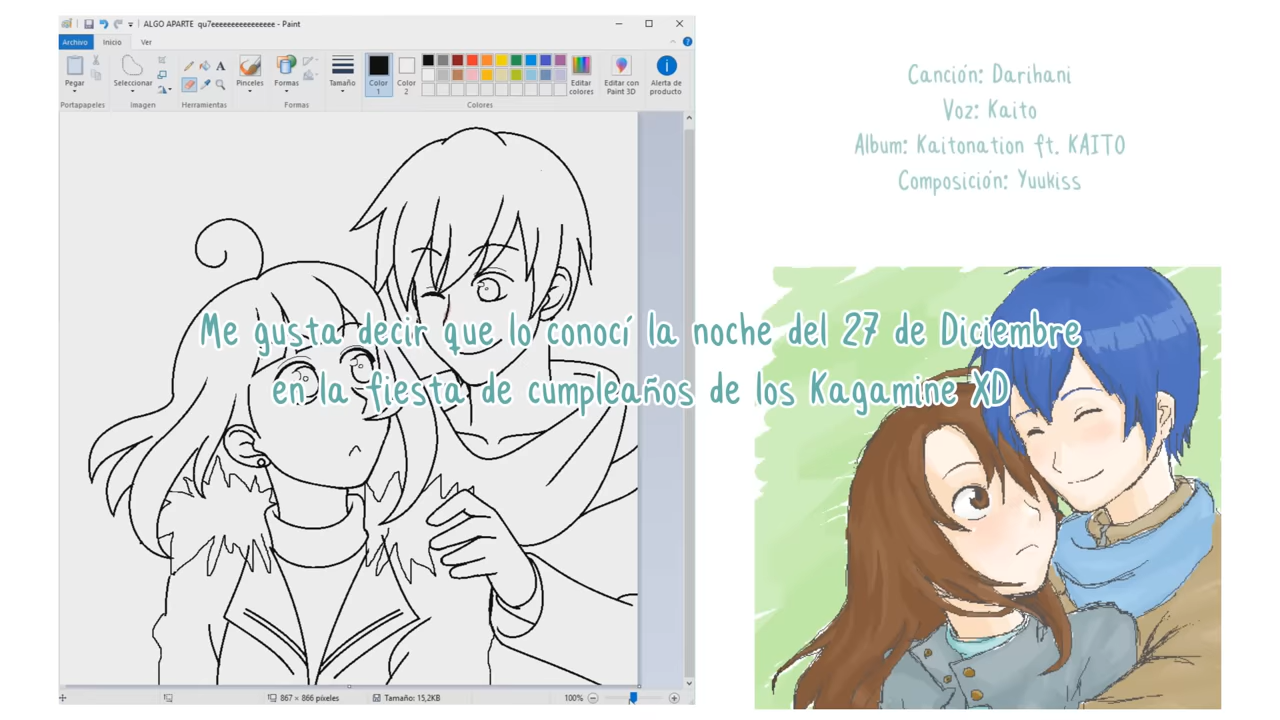 ALGO APARTE qu7eeeeeeeeeeeeeee - Paint
Archivo
Inicio
Ver
Pegar
Seleccionar
Pinceles
Formas
Tamaño
Color 1
Color 2
Editar colores
Editar con Paint 3D
Alerta de producto
Portapapeles
Imagen
Herramientas
Formas
Colores
Canción: Darihani
Voz: Kaito
Album: Kaitonation ft. KAITO
Composición: Yuukiss
Me gusta decir que lo conocí la noche del 27 de Diciembre
en la fiesta de cumpleaños de los Kagamine XD
867 × 866 píxeles
Tamaño: 15,2KB
100%